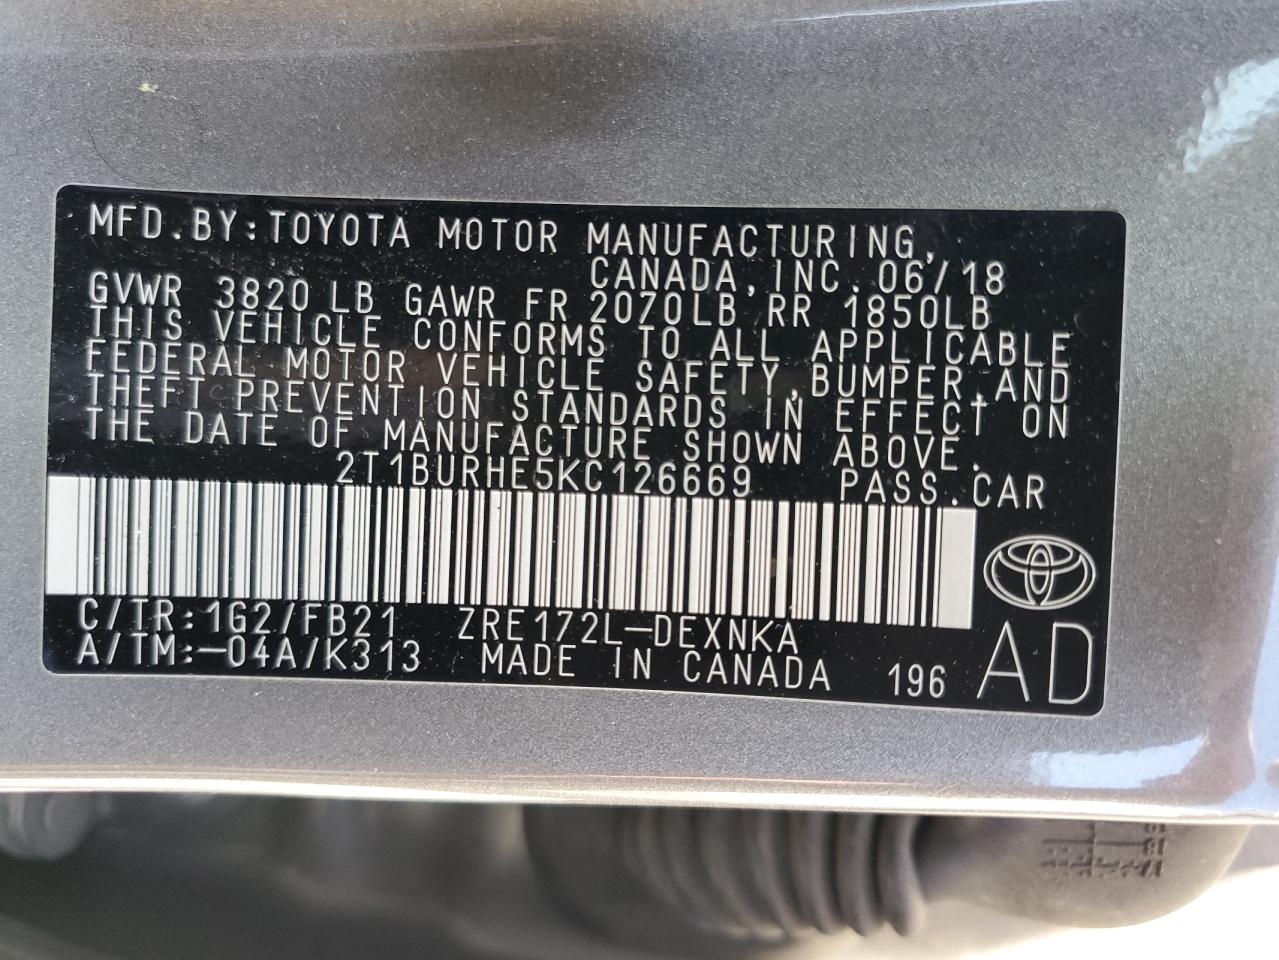 MFD.BY:TOYOTA MOTOR MANUFACTURING,
CANADA,INC.06/18
GVWR 3820LB GAWR FR 2070LB RR 1850LB
THIS VEHICLE CONFORMS TO ALL APPLICABLE
FEDERAL MOTOR VEHICLE SAFETY,BUMPER,AND
THEFT PREVENTION STANDARDS IN EFFECT ON
THE DATE OF MANUFACTURE SHOWN ABOVE.
2T1BURHE5KC126669 PASS.CAR
C/TR:1G2/FB21 ZRE172L-DEXNKA
A/TM:-04A/K313 MADE IN CANADA 196 AD